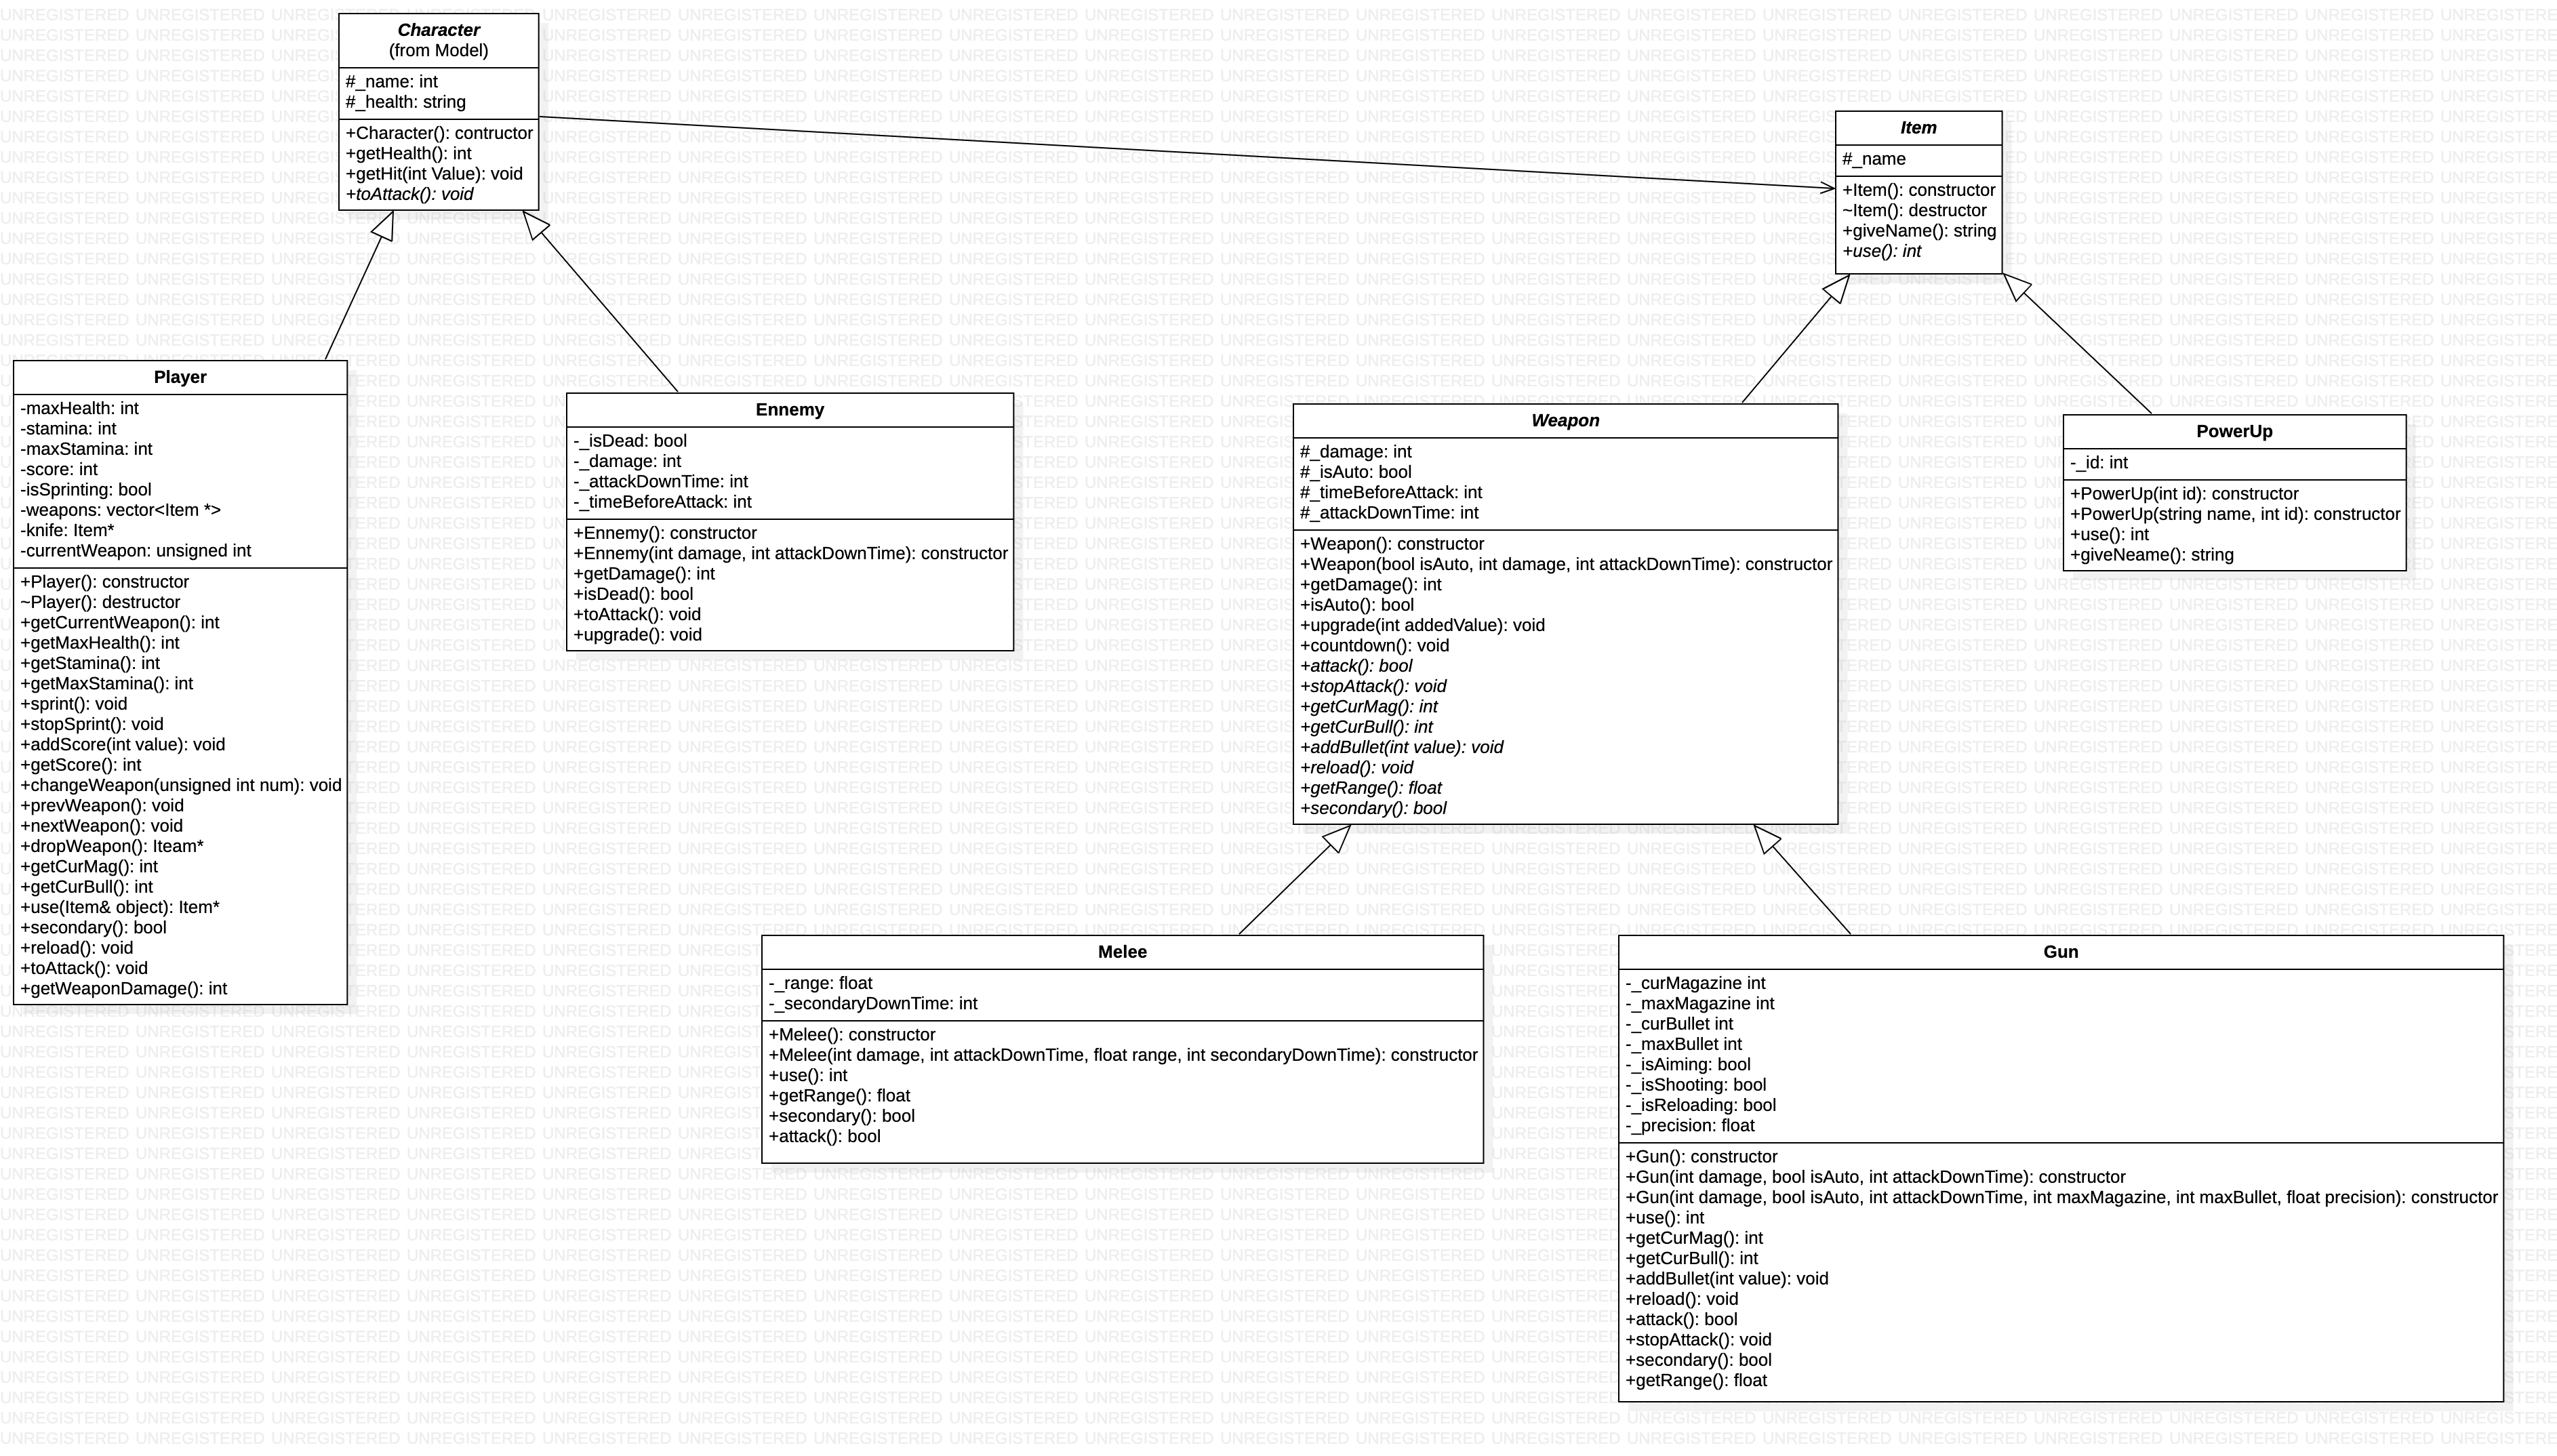 Character
(from Model)
#_name: int
#_health: string
+Character(): contructor
+getHealth(): int
+getHit(int Value): void
+toAttack(): void
Item
#_name
+Item(): constructor
~Item(): destructor
+giveName(): string
+use(): int
Player
-maxHealth: int
-stamina: int
-maxStamina: int
-score: int
-isSprinting: bool
-weapons: vector<Item *>
-knife: Item*
-currentWeapon: unsigned int
+Player(): constructor
~Player(): destructor
+getCurrentWeapon(): int
+getMaxHealth(): int
+getStamina(): int
+getMaxStamina(): int
+sprint(): void
+stopSprint(): void
+addScore(int value): void
+getScore(): int
+changeWeapon(unsigned int num): void
+prevWeapon(): void
+nextWeapon(): void
+dropWeapon(): Iteam*
+getCurMag(): int
+getCurBull(): int
+use(Item& object): Item*
+secondary(): bool
+reload(): void
+toAttack(): void
+getWeaponDamage(): int
Ennemy
-_isDead: bool
-_damage: int
-_attackDownTime: int
-_timeBeforeAttack: int
+Ennemy(): constructor
+Ennemy(int damage, int attackDownTime): constructor
+getDamage(): int
+isDead(): bool
+toAttack(): void
+upgrade(): void
Weapon
#_damage: int
#_isAuto: bool
#_timeBeforeAttack: int
#_attackDownTime: int
+Weapon(): constructor
+Weapon(bool isAuto, int damage, int attackDownTime): constructor
+getDamage(): int
+isAuto(): bool
+upgrade(int addedValue): void
+countdown(): void
+attack(): bool
+stopAttack(): void
+getCurMag(): int
+getCurBull(): int
+addBullet(int value): void
+reload(): void
+getRange(): float
+secondary(): bool
PowerUp
-_id: int
+PowerUp(int id): constructor
+PowerUp(string name, int id): constructor
+use(): int
+giveNeame(): string
Melee
-_range: float
-_secondaryDownTime: int
+Melee(): constructor
+Melee(int damage, int attackDownTime, float range, int secondaryDownTime): constructor
+use(): int
+getRange(): float
+secondary(): bool
+attack(): bool
Gun
-_curMagazine int
-_maxMagazine int
-_curBullet int
-_maxBullet int
-_isAiming: bool
-_isShooting: bool
-_isReloading: bool
-_precision: float
+Gun(): constructor
+Gun(int damage, bool isAuto, int attackDownTime): constructor
+Gun(int damage, bool isAuto, int attackDownTime, int maxMagazine, int maxBullet, float precision): constructor
+use(): int
+getCurMag(): int
+getCurBull(): int
+addBullet(int value): void
+reload(): void
+attack(): bool
+stopAttack(): void
+secondary(): bool
+getRange(): float